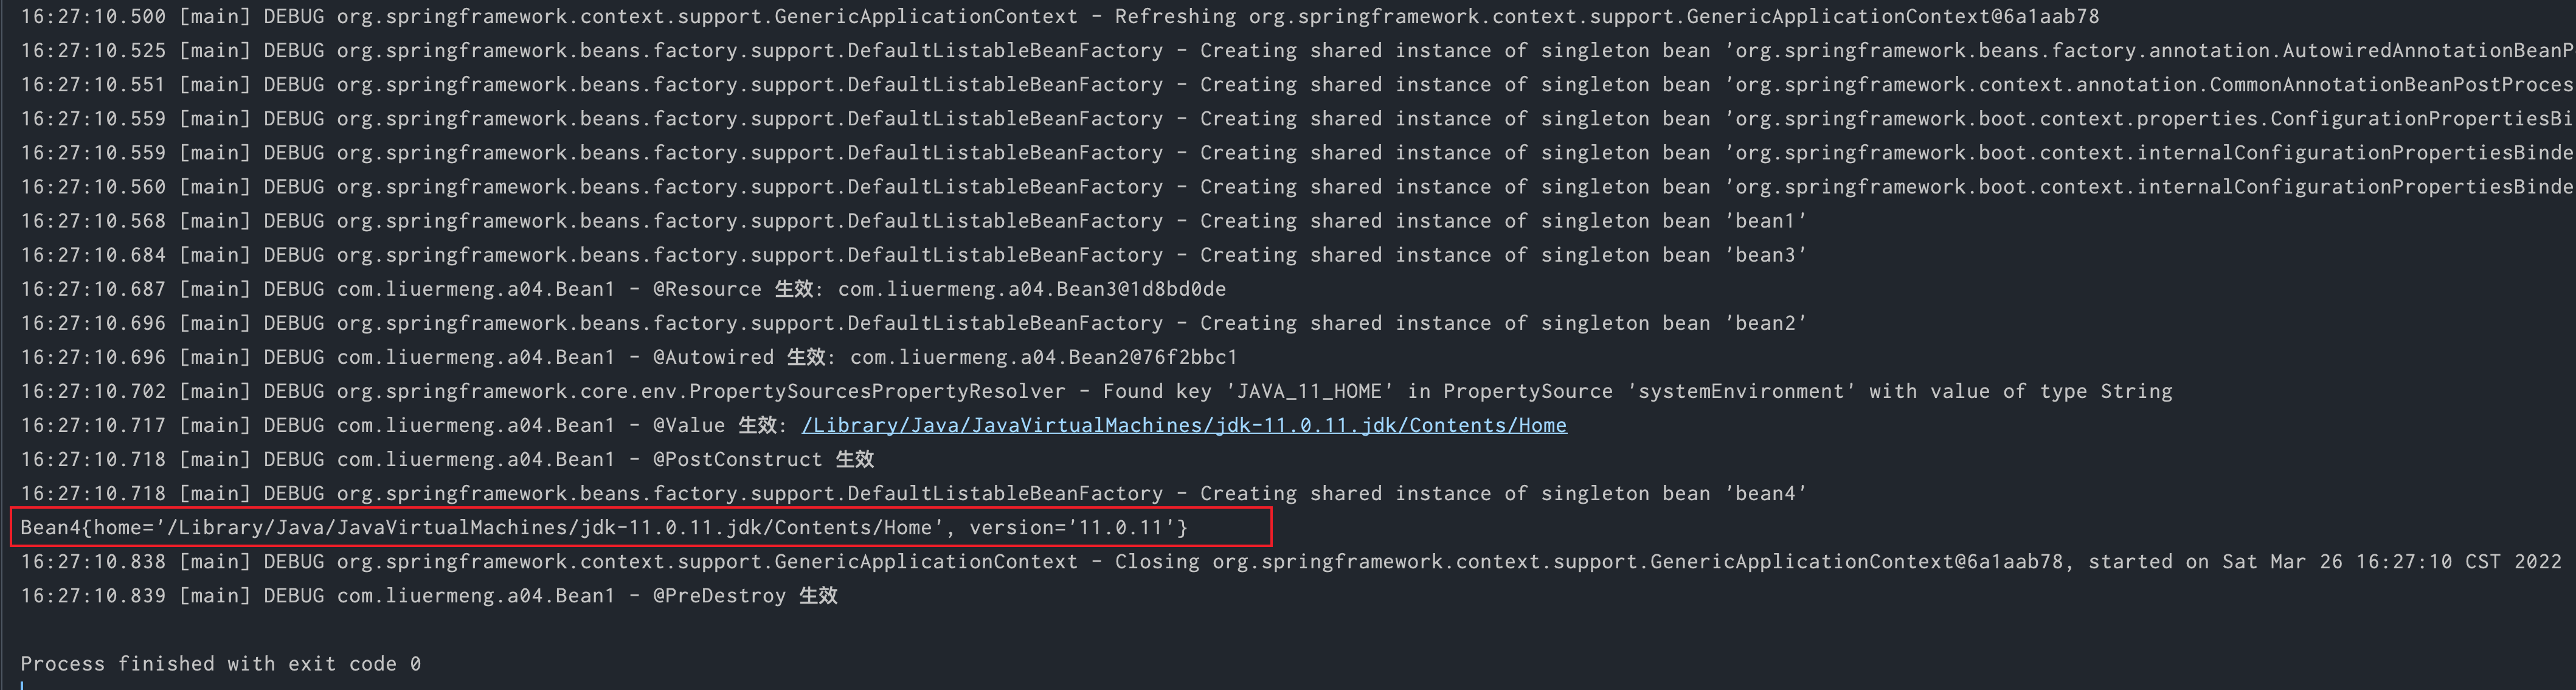 16:27:10.500 [main] DEBUG org.springframework.context.support.GenericApplicationContext - Refreshing org.springframework.context.support.GenericApplicationContext@6a1aab78
16:27:10.525 [main] DEBUG org.springframework.beans.factory.support.DefaultListableBeanFactory - Creating shared instance of singleton bean 'org.springframework.beans.factory.annotation.AutowiredAnnotationBeanP
16:27:10.551 [main] DEBUG org.springframework.beans.factory.support.DefaultListableBeanFactory - Creating shared instance of singleton bean 'org.springframework.context.annotation.CommonAnnotationBeanPostProces
16:27:10.559 [main] DEBUG org.springframework.beans.factory.support.DefaultListableBeanFactory - Creating shared instance of singleton bean 'org.springframework.boot.context.properties.ConfigurationPropertiesBi
16:27:10.559 [main] DEBUG org.springframework.beans.factory.support.DefaultListableBeanFactory - Creating shared instance of singleton bean 'org.springframework.boot.context.internalConfigurationPropertiesBinde
16:27:10.560 [main] DEBUG org.springframework.beans.factory.support.DefaultListableBeanFactory - Creating shared instance of singleton bean 'org.springframework.boot.context.internalConfigurationPropertiesBinde
16:27:10.568 [main] DEBUG org.springframework.beans.factory.support.DefaultListableBeanFactory - Creating shared instance of singleton bean 'bean1'
16:27:10.684 [main] DEBUG org.springframework.beans.factory.support.DefaultListableBeanFactory - Creating shared instance of singleton bean 'bean3'
16:27:10.687 [main] DEBUG com.liuermeng.a04.Bean1 - @Resource 生效: com.liuermeng.a04.Bean3@1d8bd0de
16:27:10.696 [main] DEBUG org.springframework.beans.factory.support.DefaultListableBeanFactory - Creating shared instance of singleton bean 'bean2'
16:27:10.696 [main] DEBUG com.liuermeng.a04.Bean1 - @Autowired 生效: com.liuermeng.a04.Bean2@76f2bbc1
16:27:10.702 [main] DEBUG org.springframework.core.env.PropertySourcesPropertyResolver - Found key 'JAVA_11_HOME' in PropertySource 'systemEnvironment' with value of type String
16:27:10.717 [main] DEBUG com.liuermeng.a04.Bean1 - @Value 生效: /Library/Java/JavaVirtualMachines/jdk-11.0.11.jdk/Contents/Home
16:27:10.718 [main] DEBUG com.liuermeng.a04.Bean1 - @PostConstruct 生效
16:27:10.718 [main] DEBUG org.springframework.beans.factory.support.DefaultListableBeanFactory - Creating shared instance of singleton bean 'bean4'
Bean4{home='/Library/Java/JavaVirtualMachines/jdk-11.0.11.jdk/Contents/Home', version='11.0.11'}
16:27:10.838 [main] DEBUG org.springframework.context.support.GenericApplicationContext - Closing org.springframework.context.support.GenericApplicationContext@6a1aab78, started on Sat Mar 26 16:27:10 CST 2022
16:27:10.839 [main] DEBUG com.liuermeng.a04.Bean1 - @PreDestroy 生效
Process finished with exit code 0